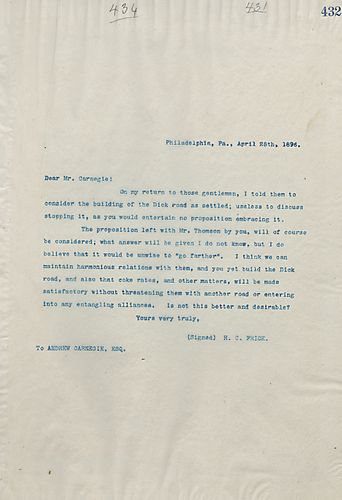 434
431
432
Philadelphia, Pa., April 28th, 1896.
Dear Mr. Carnegie:
On my return to those gentlemen, I told them to
consider the building of the Dick road as settled; useless to discuss
stopping it, as you would entertain no proposition embracing it.
The proposition left with Mr. Thomson by you, will of course
be considered; what answer will be given I do not know, but I do
believe that it would be unwise to "go farther". I think we can
maintain harmonious relations with them, and you yet build the Dick
road, and also that coke rates, and other matters, will be made
satisfactory without threatening them with another road or entering
into any entangling alliances. Is not this better and desirable?
Yours very truly,
(Signed) H. C. FRICK.
To ANDREW CARNEGIE, ESQ.